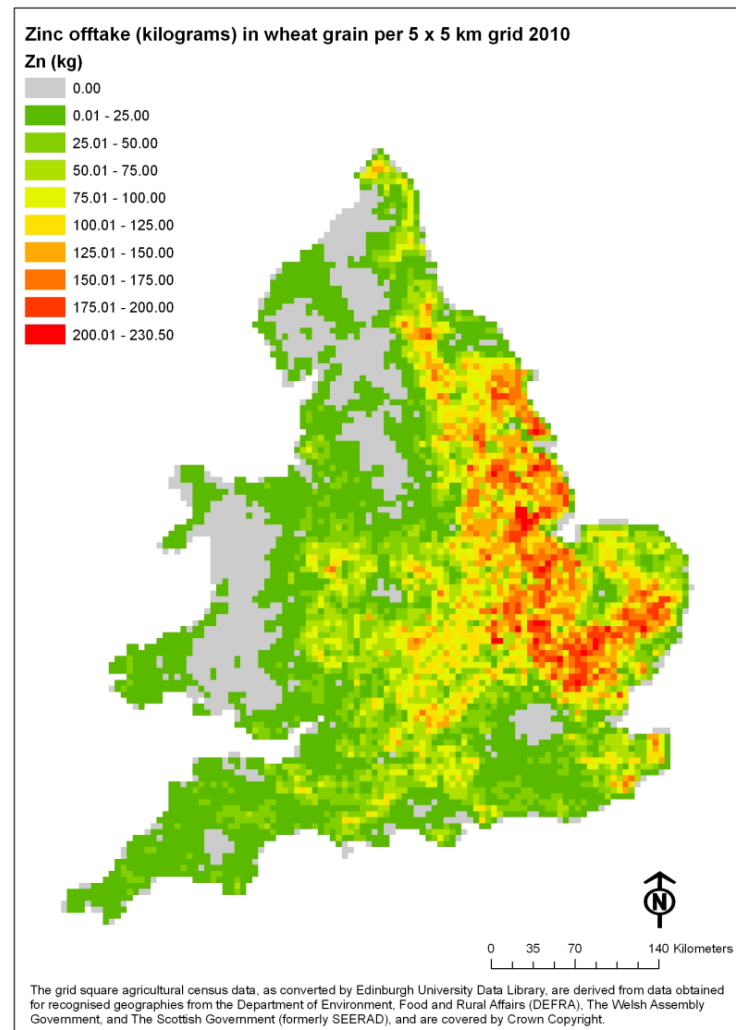 Zinc offtake (kilograms) in wheat grain per 5 x 5 km grid 2010
Zn (kg)
0.00
0.01 - 25.00
25.01 - 50.00
50.01 - 75.00
75.01 - 100.00
100.01 - 125.00
125.01 - 150.00
150.01 - 175.00
175.01 - 200.00
200.01 - 230.50
N
0 35 70 140 Kilometers
The grid square agricultural census data, as converted by Edinburgh University Data Library, are derived from data obtained
for recognised geographies from the Department of Environment, Food and Rural Affairs (DEFRA), The Welsh Assembly
Government, and The Scottish Government (formerly SEERAD), and are covered by Crown Copyright.